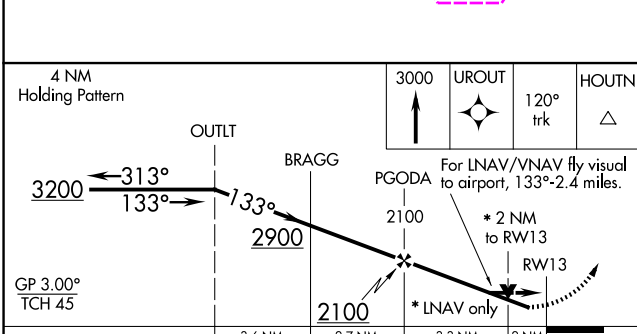 4 NM
Holding Pattern
3000
UROUT
120°
trk
HOUTN
OUTLT
BRAGG
PGODA
For LNAV/VNAV fly visual
to airport, 133°-2.4 miles.
313°
3200
133°
133°
2100
* 2 NM
to RW13
2900
RW13
GP 3.00°
TCH 45
2100
* LNAV only